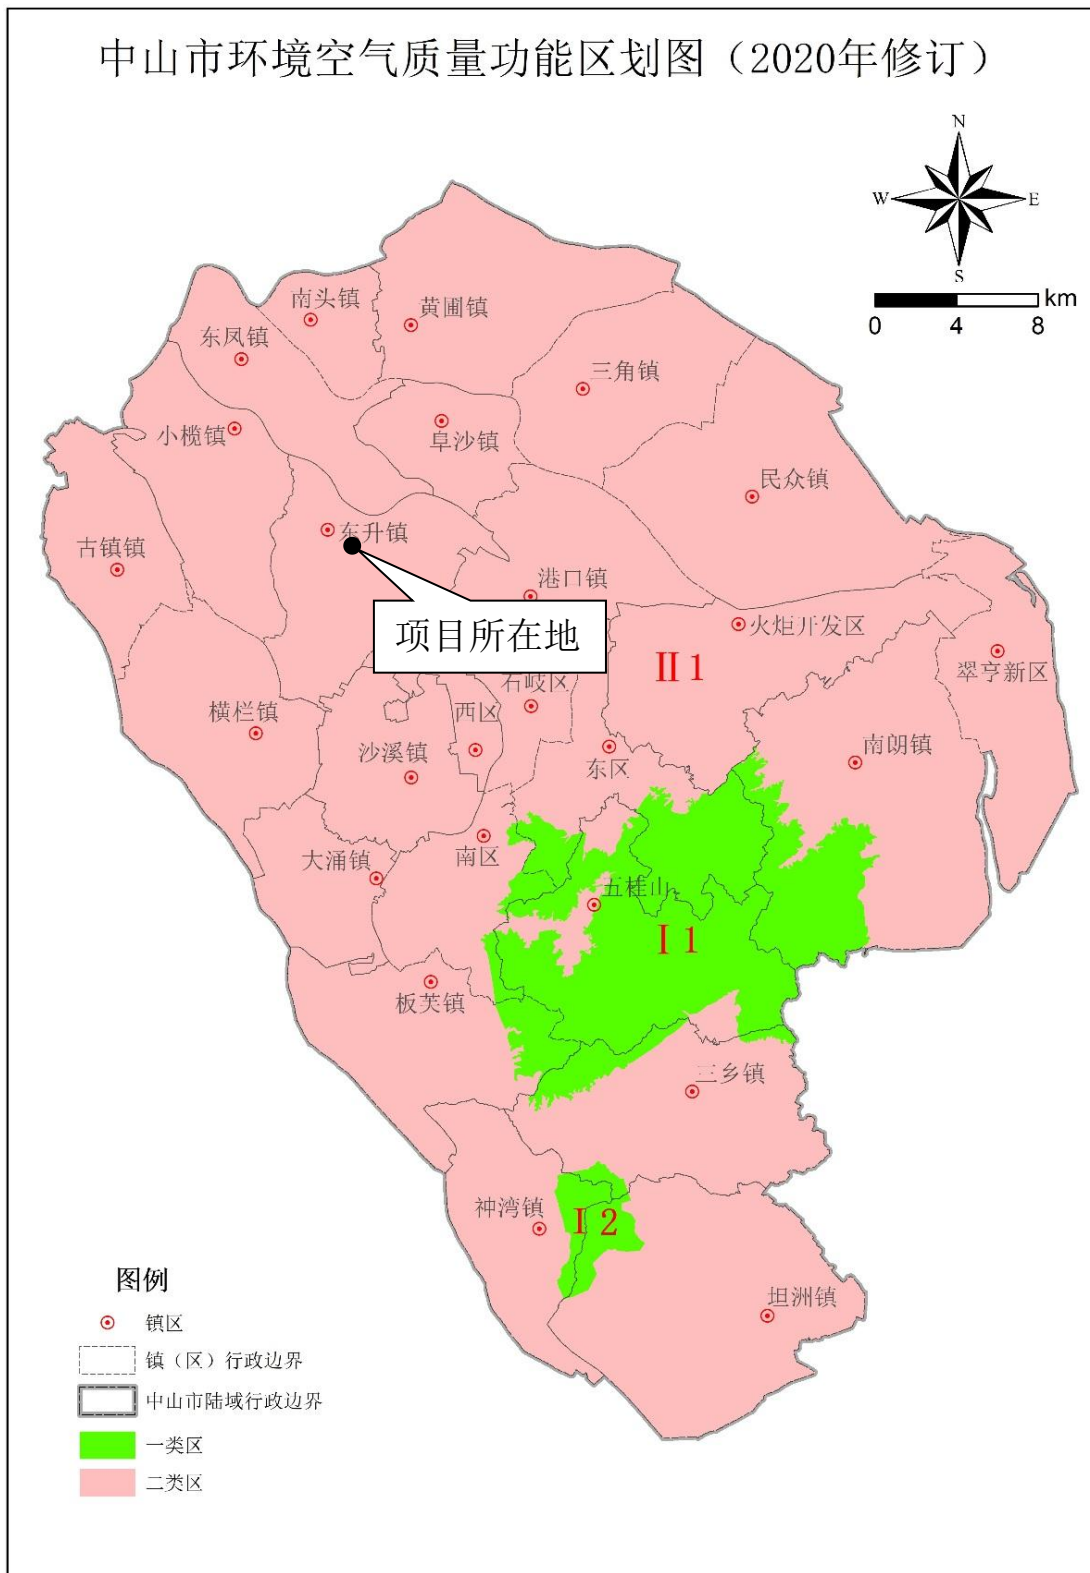 中山市环境空气质量功能区划图（2020年修订）
N
W
E
S
km
0
4
8
南头镇
黄圃镇
东凤镇
三角镇
小榄镇
阜沙镇
民众镇
东升镇
古镇镇
港口镇
项目所在地
火炬开发区
II 1
翠亨新区
石岐区
横栏镇
西区
沙溪镇
东区
南朗镇
南区
大涌镇
五桂山
I 1
板芙镇
三乡镇
神湾镇
I 2
坦洲镇
图例
镇区
镇（区）行政边界
中山市陆域行政边界
一类区
二类区